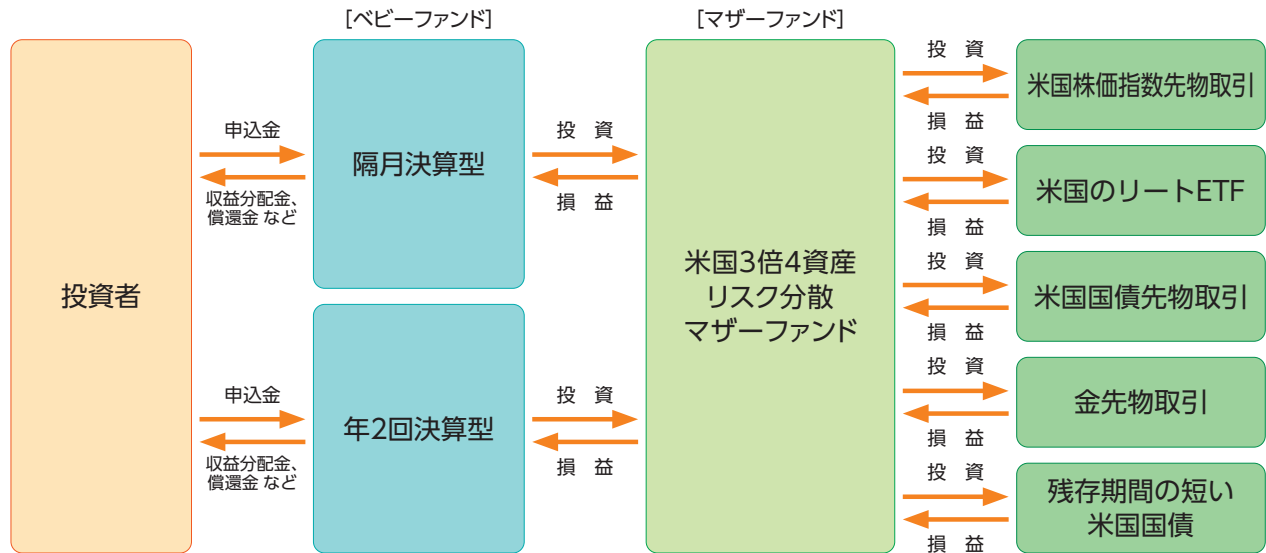 [ベビーファンド]
[マザーファンド]
投資者
申込金
収益分配金、
償還金 など
隔月決算型
投 資
損 益
申込金
収益分配金、
償還金 など
年2回決算型
投 資
損 益
米国3倍4資産
リスク分散
マザーファンド
投 資
損 益
米国株価指数先物取引
投 資
損 益
米国のリートETF
投 資
損 益
米国国債先物取引
投 資
損 益
金先物取引
投 資
損 益
残存期間の短い
米国国債